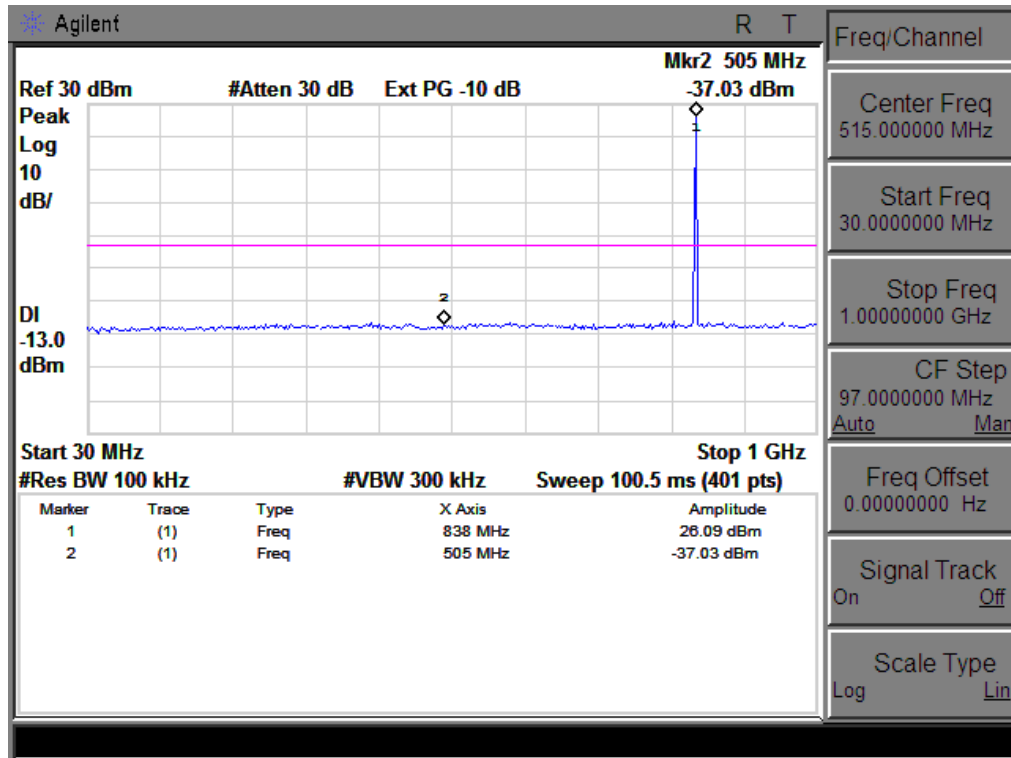 Agilent R T
Mkr2 505 MHz
Ref 30 dBm #Atten 30 dB Ext PG -10 dB -37.03 dBm
Peak
Log
10
dB/
1
2
DI
-13.0
dBm
Start 30 MHz Stop 1 GHz
#Res BW 100 kHz #VBW 300 kHz Sweep 100.5 ms (401 pts)
Marker Trace Type X Axis Amplitude
1 (1) Freq 838 MHz 26.09 dBm
2 (1) Freq 505 MHz -37.03 dBm
Freq/Channel
Center Freq
515.000000 MHz
Start Freq
30.0000000 MHz
Stop Freq
1.00000000 GHz
CF Step
97.0000000 MHz
Auto Man
Freq Offset
0.00000000 Hz
Signal Track
On Off
Scale Type
Log Lin